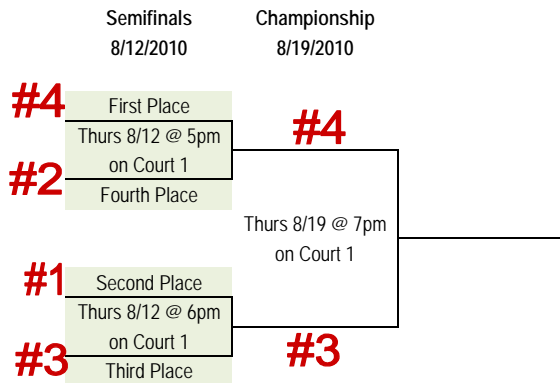 Semifinals
8/12/2010
Championship
8/19/2010
#4
First Place
Thurs 8/12 @ 5pm
on Court 1
#2
Fourth Place
#4
Thurs 8/19 @ 7pm
on Court 1
#1
Second Place
Thurs 8/12 @ 6pm
on Court 1
#3
Third Place
#3